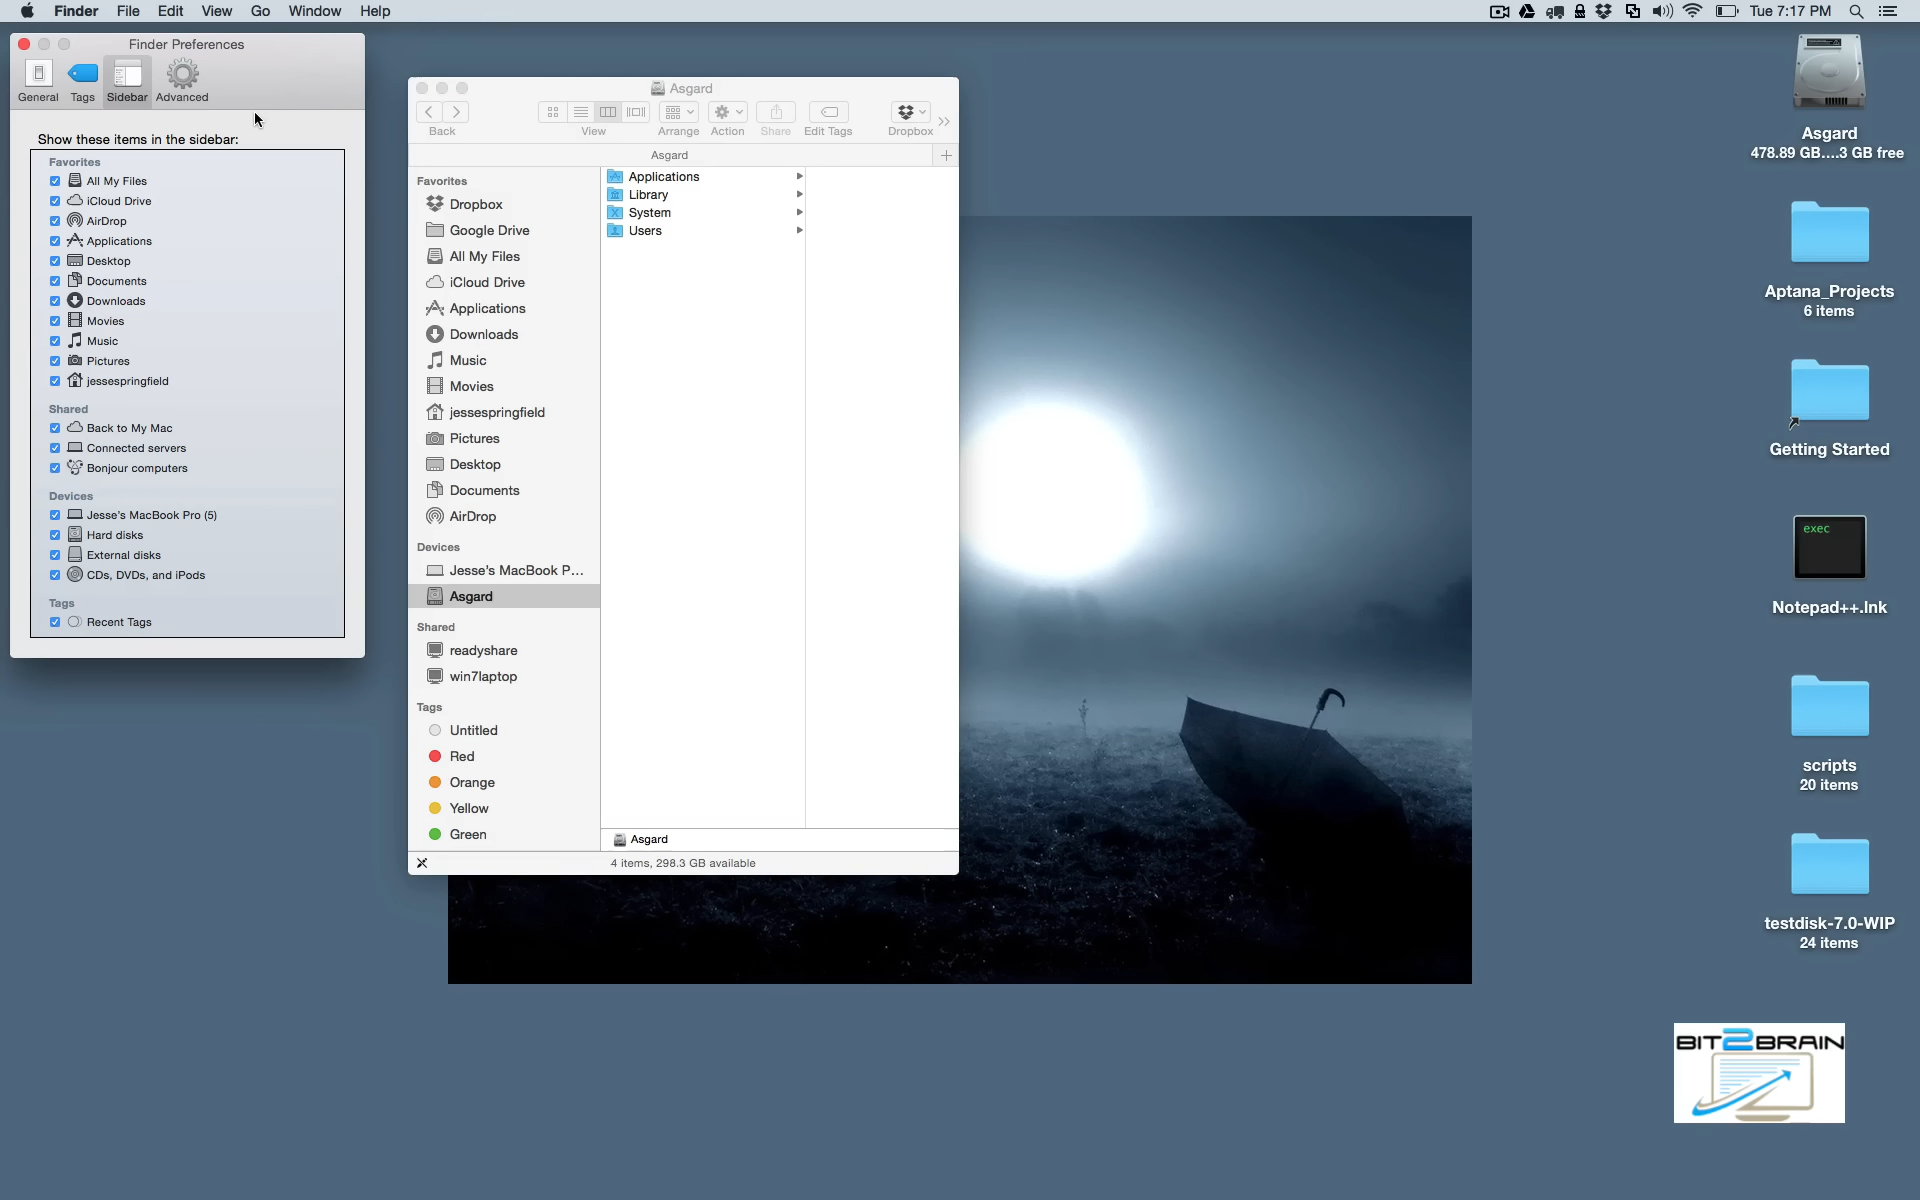 Finder File Edit View Go Window Help
Tue 7:17 PM
Finder Preferences
General Tags Sidebar Advanced
Show these items in the sidebar:
Favorites
All My Files
iCloud Drive
AirDrop
Applications
Desktop
Documents
Downloads
Movies
Music
Pictures
jessespringfield
Shared
Back to My Mac
Connected servers
Bonjour computers
Devices
Jesse's MacBook Pro (5)
Hard disks
External disks
CDs, DVDs, and iPods
Tags
Recent Tags
Asgard
Back View Arrange Action Share Edit Tags Dropbox
Asgard
Favorites
Dropbox
Google Drive
All My Files
iCloud Drive
Applications
Downloads
Music
Movies
jessespringfield
Pictures
Desktop
Documents
AirDrop
Devices
Jesse's MacBook P...
Asgard
Shared
readyshare
win7laptop
Tags
Untitled
Red
Orange
Yellow
Green
Applications
Library
System
Users
Asgard
4 items, 298.3 GB available
Asgard
478.89 GB....3 GB free
Aptana_Projects
6 items
Getting Started
exec
Notepad++.lnk
scripts
20 items
testdisk-7.0-WIP
24 items
BIT2BRAIN